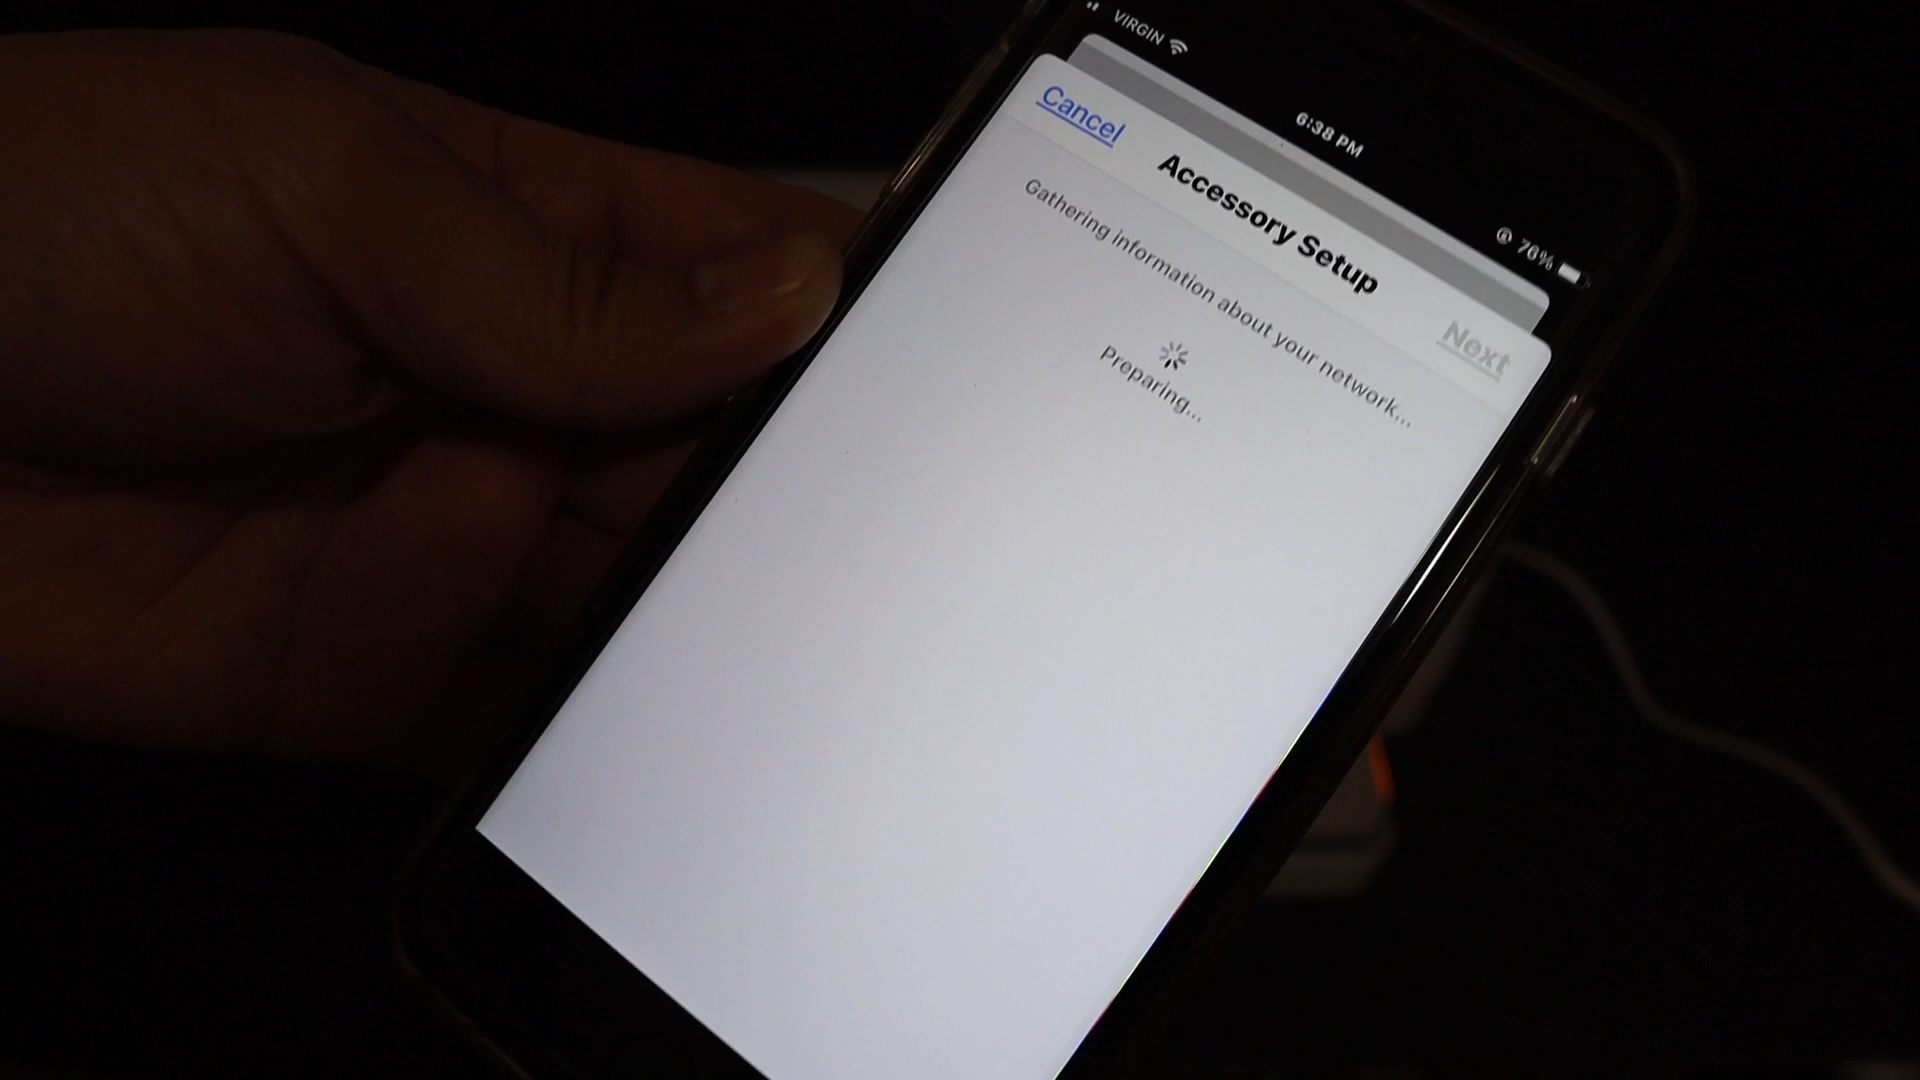 VIRGIN
6:38 PM
76%
Cancel
Accessory Setup
Next
Gathering information about your network...
Preparing...